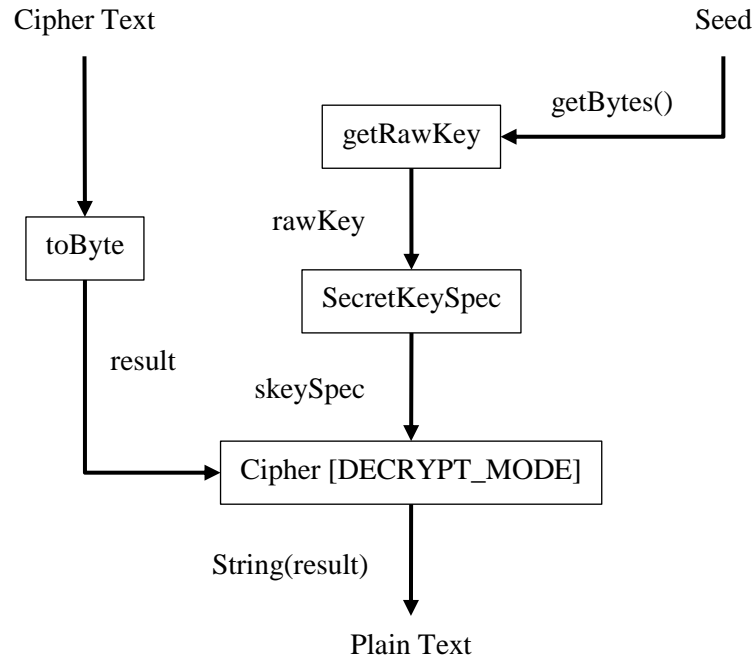 Cipher Text
Seed
getBytes()
getRawKey
rawKey
toByte
SecretKeySpec
result
skeySpec
Cipher [DECRYPT_MODE]
String(result)
Plain Text